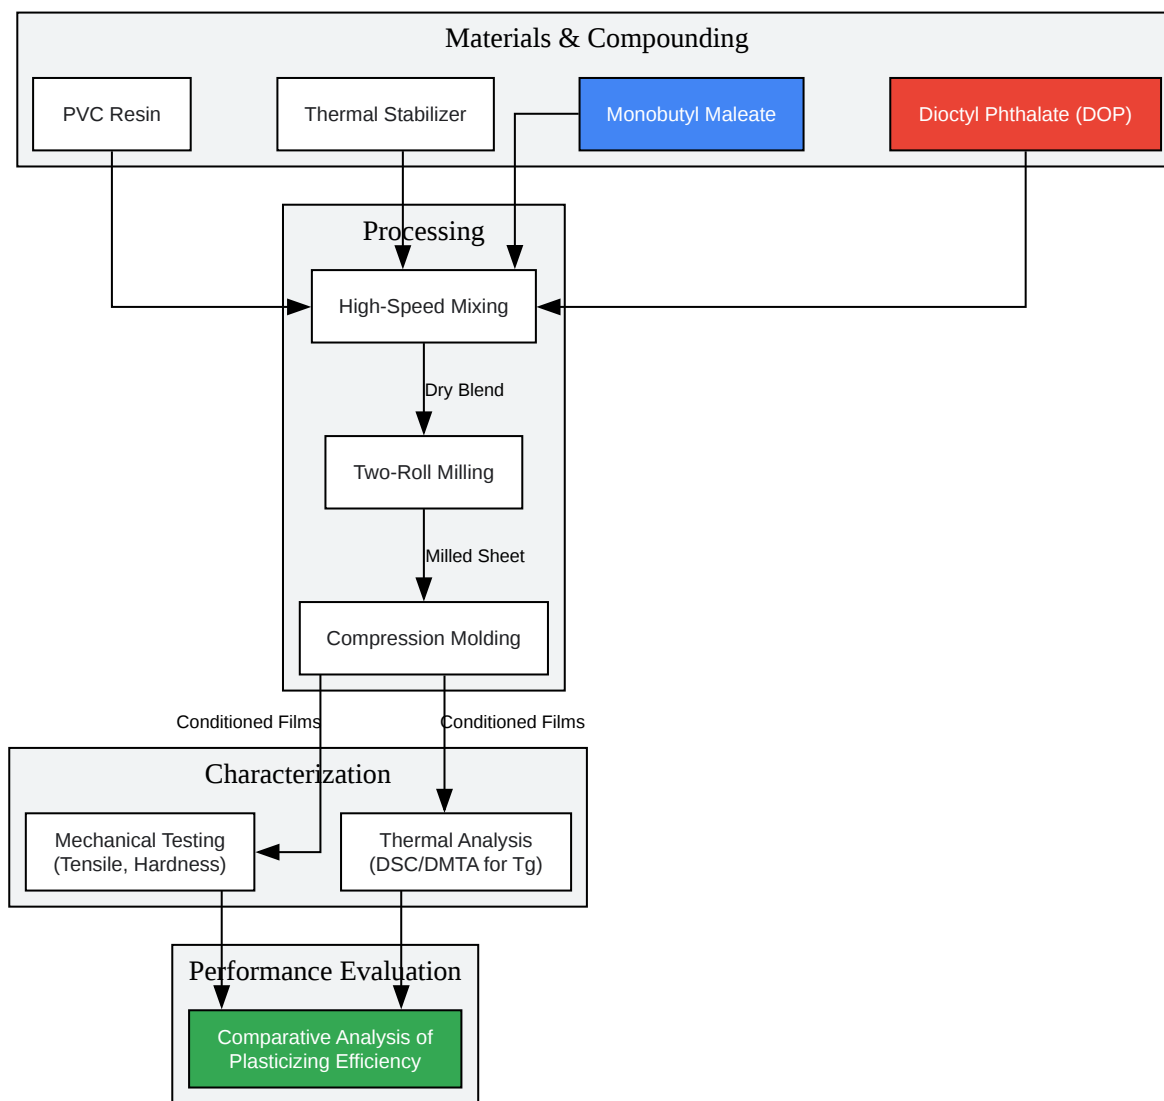 Materials & Compounding
PVC Resin
Thermal Stabilizer
Monobutyl Maleate
Dioctyl Phthalate (DOP)
Processing
High-Speed Mixing
Dry Blend
Two-Roll Milling
Milled Sheet
Compression Molding
Conditioned Films
Conditioned Films
Characterization
Mechanical Testing
(Tensile, Hardness)
Thermal Analysis
(DSC/DMTA for Tg)
Performance Evaluation
Comparative Analysis of
Plasticizing Efficiency